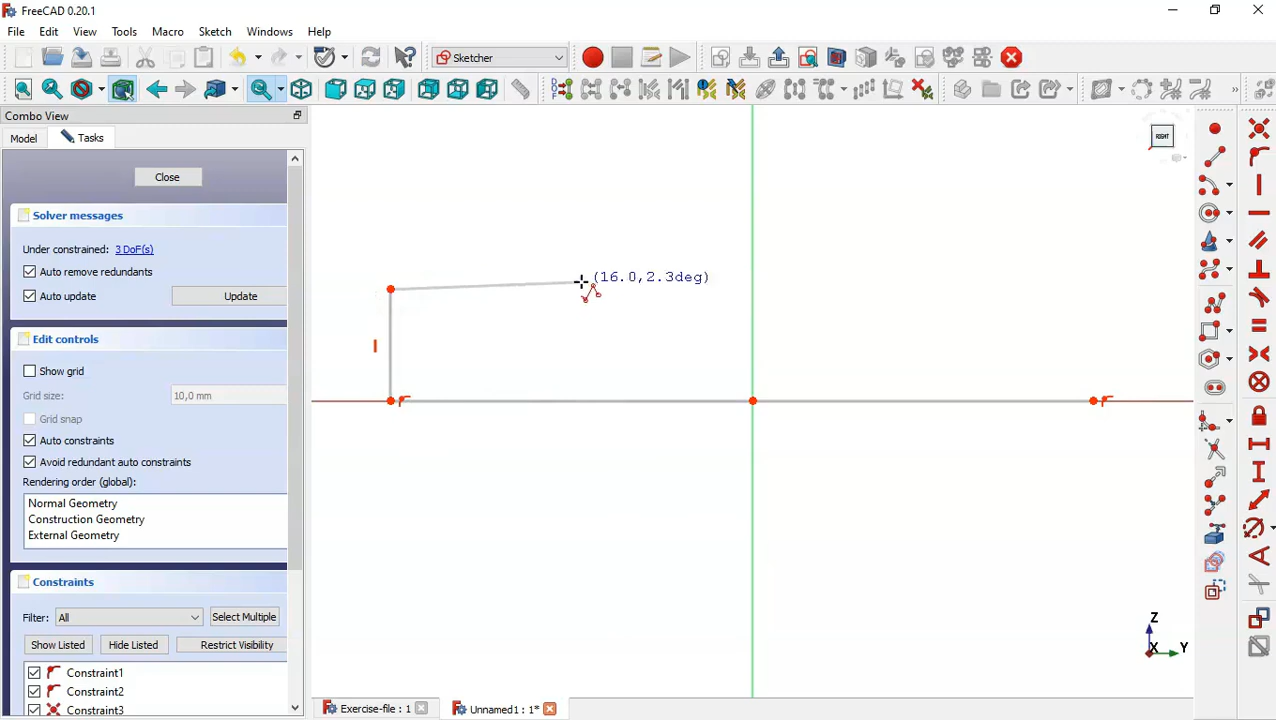 FreeCAD 0.20.1
File Edit View Tools Macro Sketch Windows Help
Sketcher
»
Combo View
Model Tasks
Close
Solver messages
Under constrained: 3 DoF(s)
Auto remove redundants
Auto update Update
Edit controls
Show grid
Grid size: 10,0 mm
Grid snap
Auto constraints
Avoid redundant auto constraints
Rendering order (global):
Normal Geometry
Construction Geometry
External Geometry
Constraints
Filter: All Select Multiple
Show Listed Hide Listed Restrict Visibility
Constraint1
Constraint2
Constraint3
(16.0,2.3deg)
RIGHT
Z
X Y
Exercise-file : 1 Unnamed1 : 1*